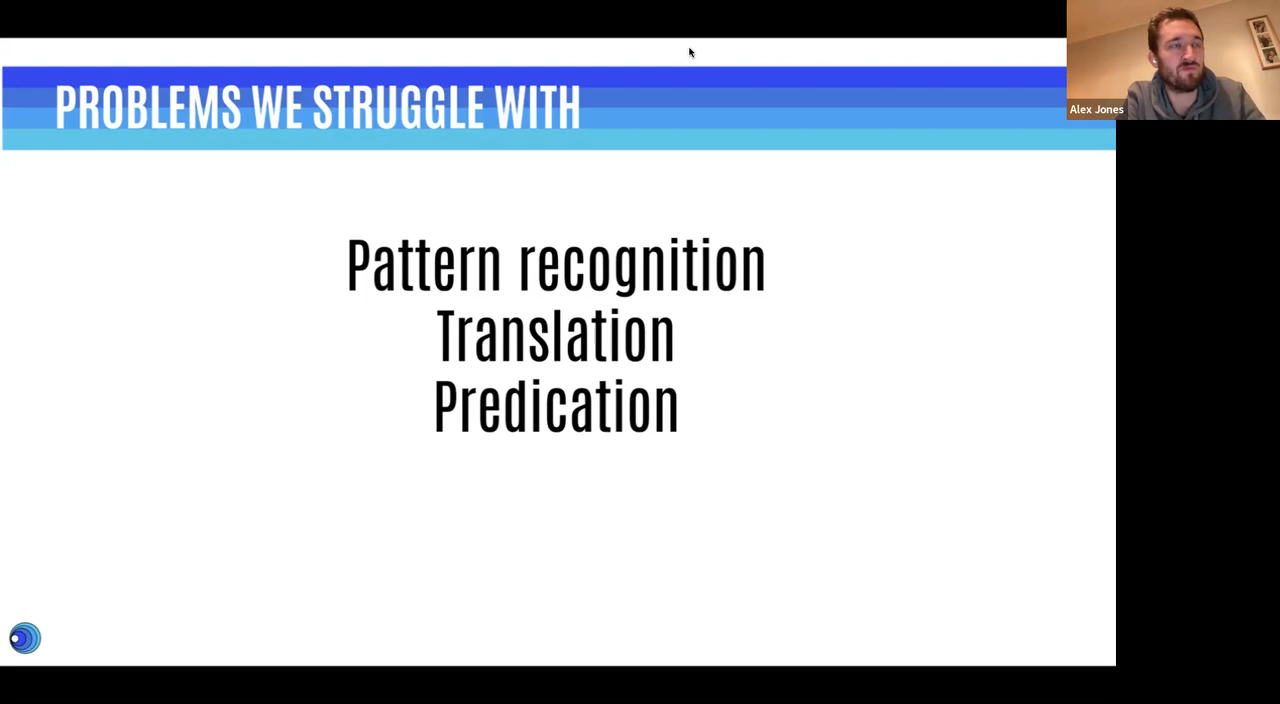 PROBLEMS WE STRUGGLE WITH
Alex Jones
Pattern recognition
Translation
Predication